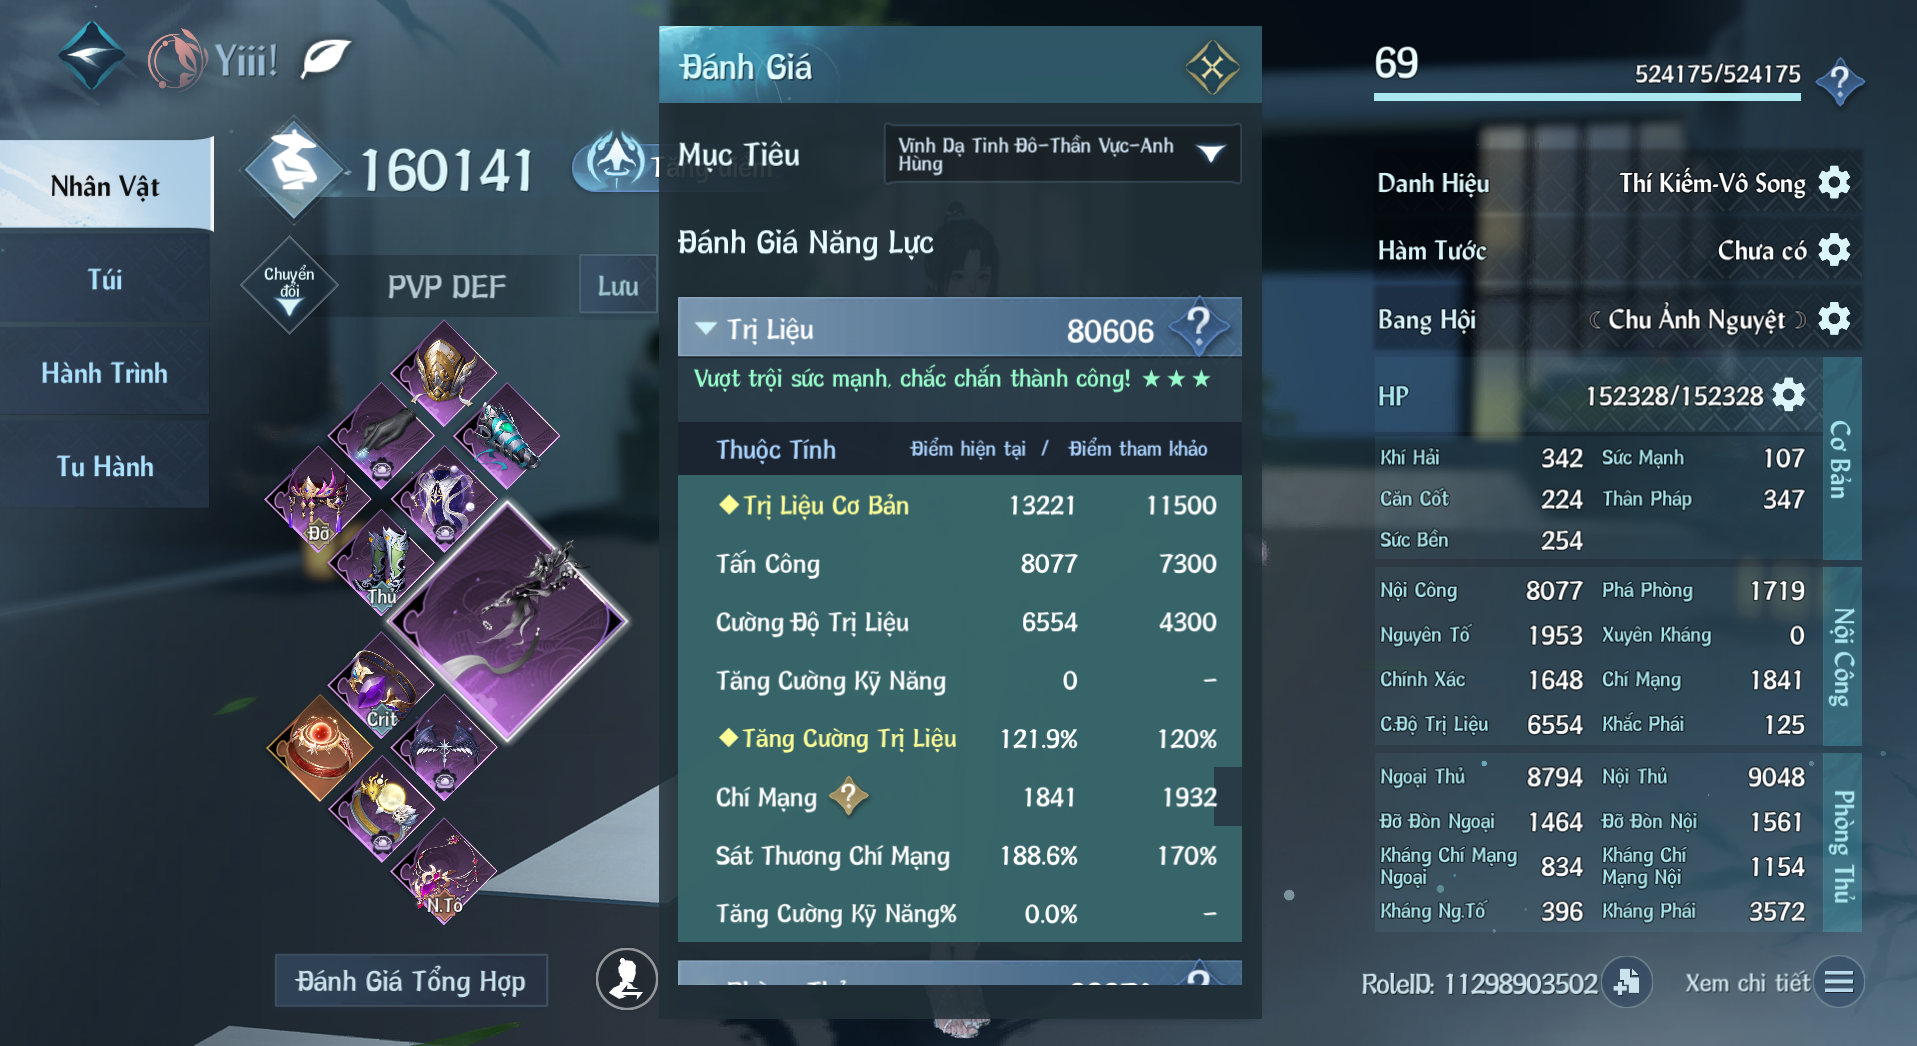 Yiii!
Nhân Vật
Túi
Hành Trình
Tu Hành
160141
Chuyển đổi
PVP DEF
Lưu
Đỡ
Thủ
Crit
N.Tố
Đánh Giá Tổng Hợp
Đánh Giá
Mục Tiêu
Vĩnh Dạ Tinh Đô-Thần Vực-Anh
Hùng
Đánh Giá Năng Lực
Trị Liệu 80606
Vượt trội sức mạnh, chắc chắn thành công! ★ ★ ★
Thuộc Tính Điểm hiện tại / Điểm tham khảo
Trị Liệu Cơ Bản 13221 11500
Tấn Công 8077 7300
Cường Độ Trị Liệu 6554 4300
Tăng Cường Kỹ Năng 0 –
Tăng Cường Trị Liệu 121.9% 120%
Chí Mạng 1841 1932
Sát Thương Chí Mạng 188.6% 170%
Tăng Cường Kỹ Năng% 0.0% –
69
524175/524175
Danh Hiệu Thí Kiếm-Vô Song
Hàm Tước Chưa có
Bang Hội ☾Chu Ảnh Nguyệt☽
HP 152328/152328
Cơ Bản
Khí Hải 342 Sức Mạnh 107
Căn Cốt 224 Thân Pháp 347
Sức Bền 254
Nội Công
Nội Công 8077 Phá Phòng 1719
Nguyên Tố 1953 Xuyên Kháng 0
Chính Xác 1648 Chí Mạng 1841
C.Độ Trị Liệu 6554 Khắc Phái 125
Phòng Thủ
Ngoại Thủ 8794 Nội Thủ 9048
Đỡ Đòn Ngoại 1464 Đỡ Đòn Nội 1561
Kháng Chí Mạng Ngoại 834 Kháng Chí Mạng Nội 1154
Kháng Ng.Tố 396 Kháng Phái 3572
RoleID: 11298903502
Xem chi tiết